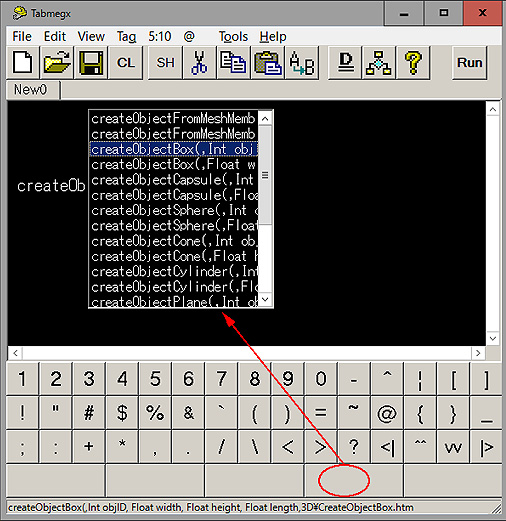 Tabmegx
File Edit View Tag 5:10 @ Tools Help
CL SH A B D ? Run
New0
createOb
createObjectFromMeshMemb
createObjectFromMeshMemb
createObjectBox(,Int obj
createObjectBox(,Float w
createObjectCapsule(,Int
createObjectCapsule(,Flo
createObjectSphere(,Int o
createObjectSphere(,Float
createObjectCone(,Int obj
createObjectCone(,Float h
createObjectCylinder(,Int
createObjectCylinder(,Flo
createObjectPlane(,Int ob
1 2 3 4 5 6 7 8 9 0 - ^ ¦ [ ]
! " # $ % & ` ( ) = ~ @ { } _
; : + * , . / \ < > ? <| ^^ vv |>
createObjectBox(,Int objID, Float width, Float height, Float length,3D¥CreateObjectBox.htm